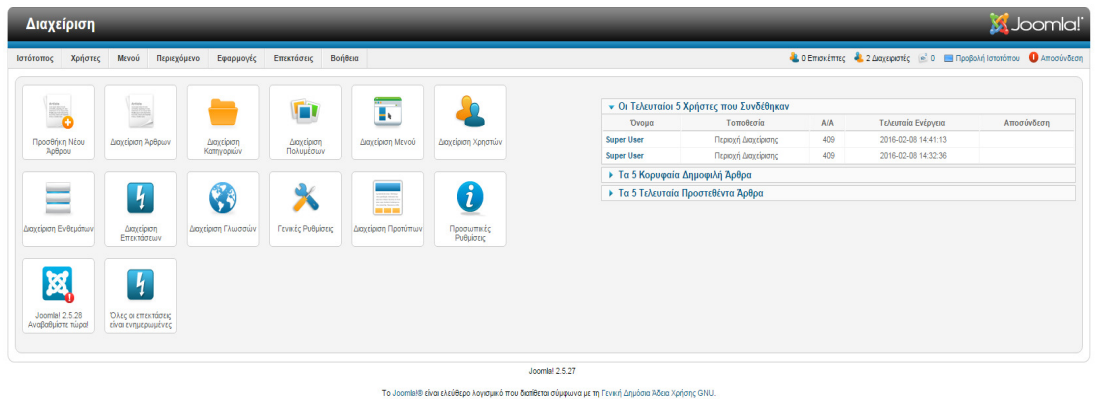 Διαχείριση
Joomla!
Ιστότοπος Χρήστες Μενού Περιεχόμενο Εφαρμογές Επεκτάσεις Βοήθεια
0 Επισκέπτες 2 Διαχειριστές 0 Προβολή Ιστοτόπου Αποσύνδεση
Προσθήκη Νέου
Άρθρου
Διαχείριση Άρθρων
Διαχείριση
Κατηγοριών
Διαχείριση
Πολυμέσων
Διαχείριση Μενού
Διαχείριση Χρηστών
Διαχείριση Ενθεμάτων
Διαχείριση
Επεκτάσεων
Διαχείριση Γλωσσών
Γενικές Ρυθμίσεις
Διαχείριση Προτύπων
Προσωπικές
Ρυθμίσεις
Joomla! 2.5.28
Αναβαθμίστε τώρα!
Όλες οι επεκτάσεις
είναι ενημερωμένες
Οι Τελευταίοι 5 Χρήστες που Συνδέθηκαν
Όνομα Τοποθεσία Α/Α Τελευταία Ενέργεια Αποσύνδεση
Super User Περιοχή Διαχείρισης 409 2016-02-08 14:41:13
Super User Περιοχή Διαχείρισης 409 2016-02-08 14:32:36
Τα 5 Κορυφαία Δημοφιλή Άρθρα
Τα 5 Τελευταία Προστεθέντα Άρθρα
Joomla! 2.5.27
Το Joomla!® είναι ελεύθερο λογισμικό που διατίθεται σύμφωνα με τη Γενική Δημόσια Άδεια Χρήσης GNU.